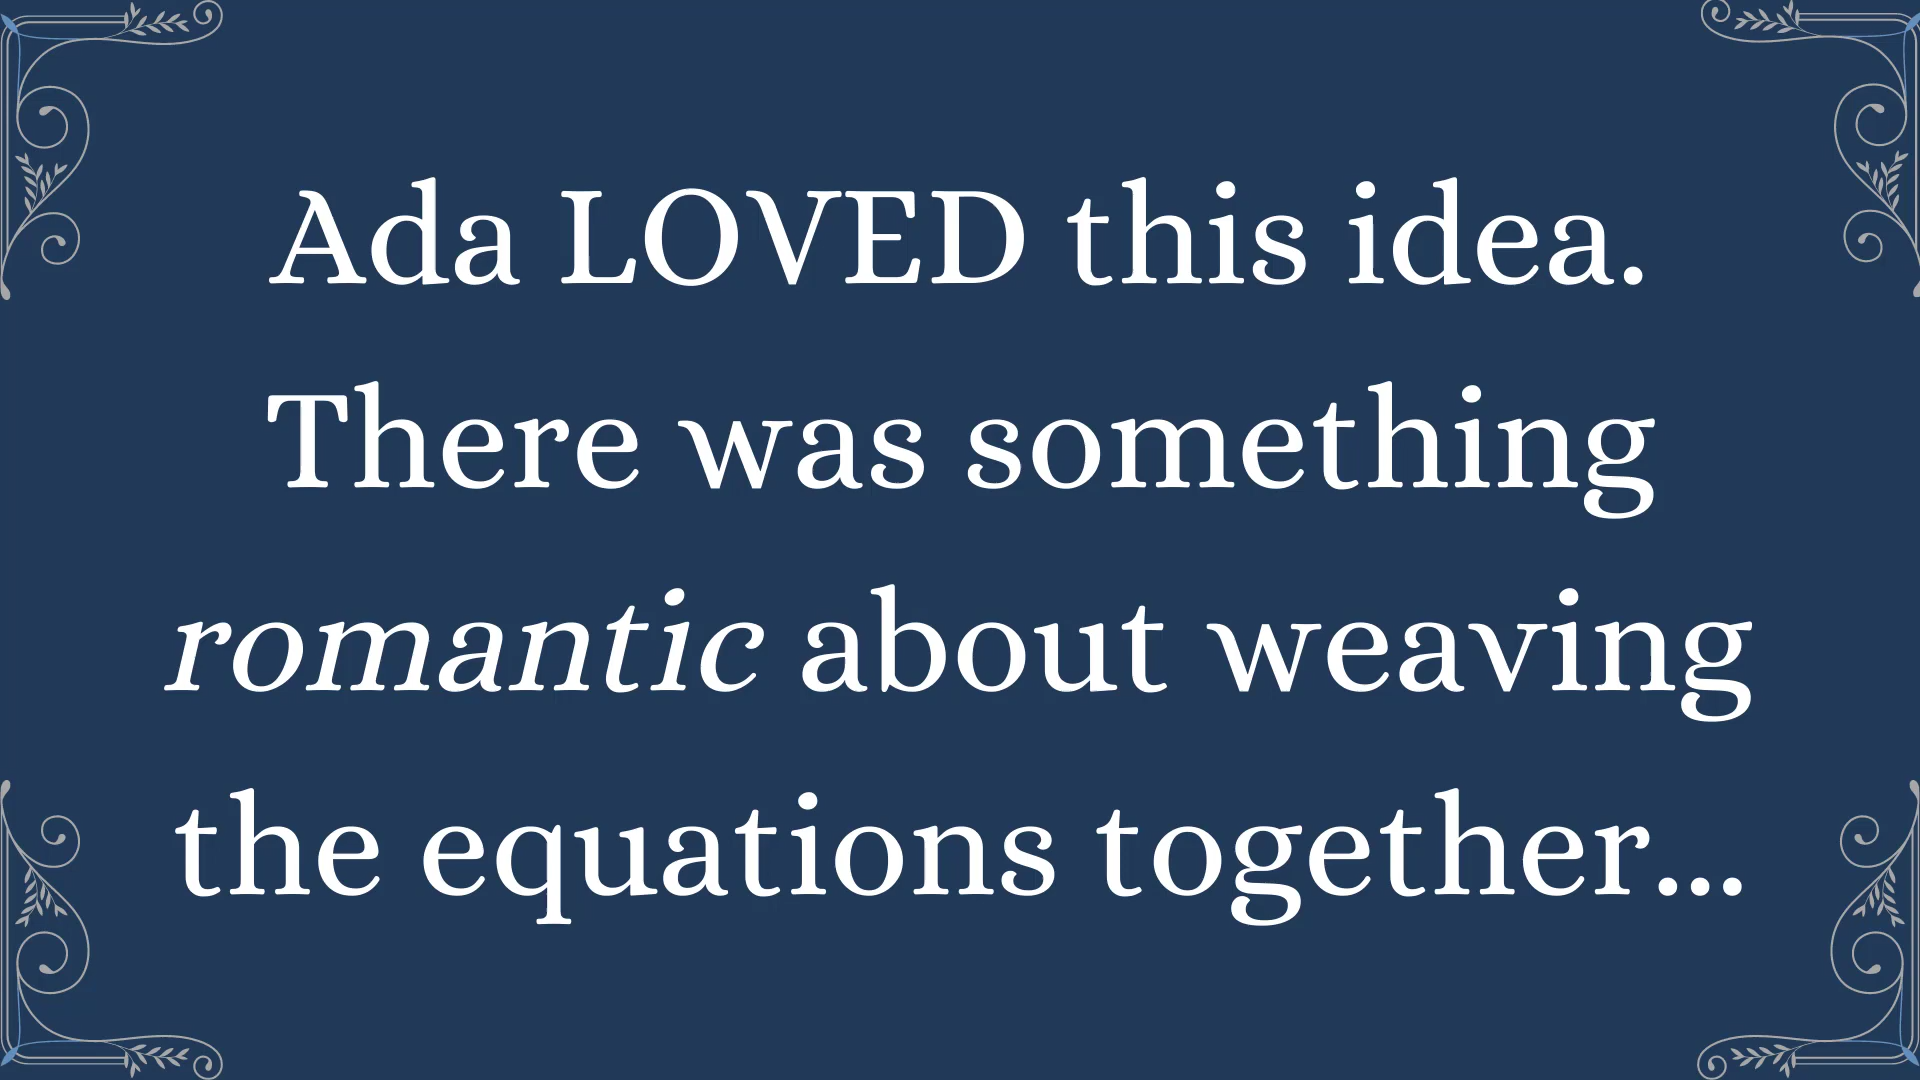 Ada LOVED this idea.
There was something
romantic about weaving
the equations together...